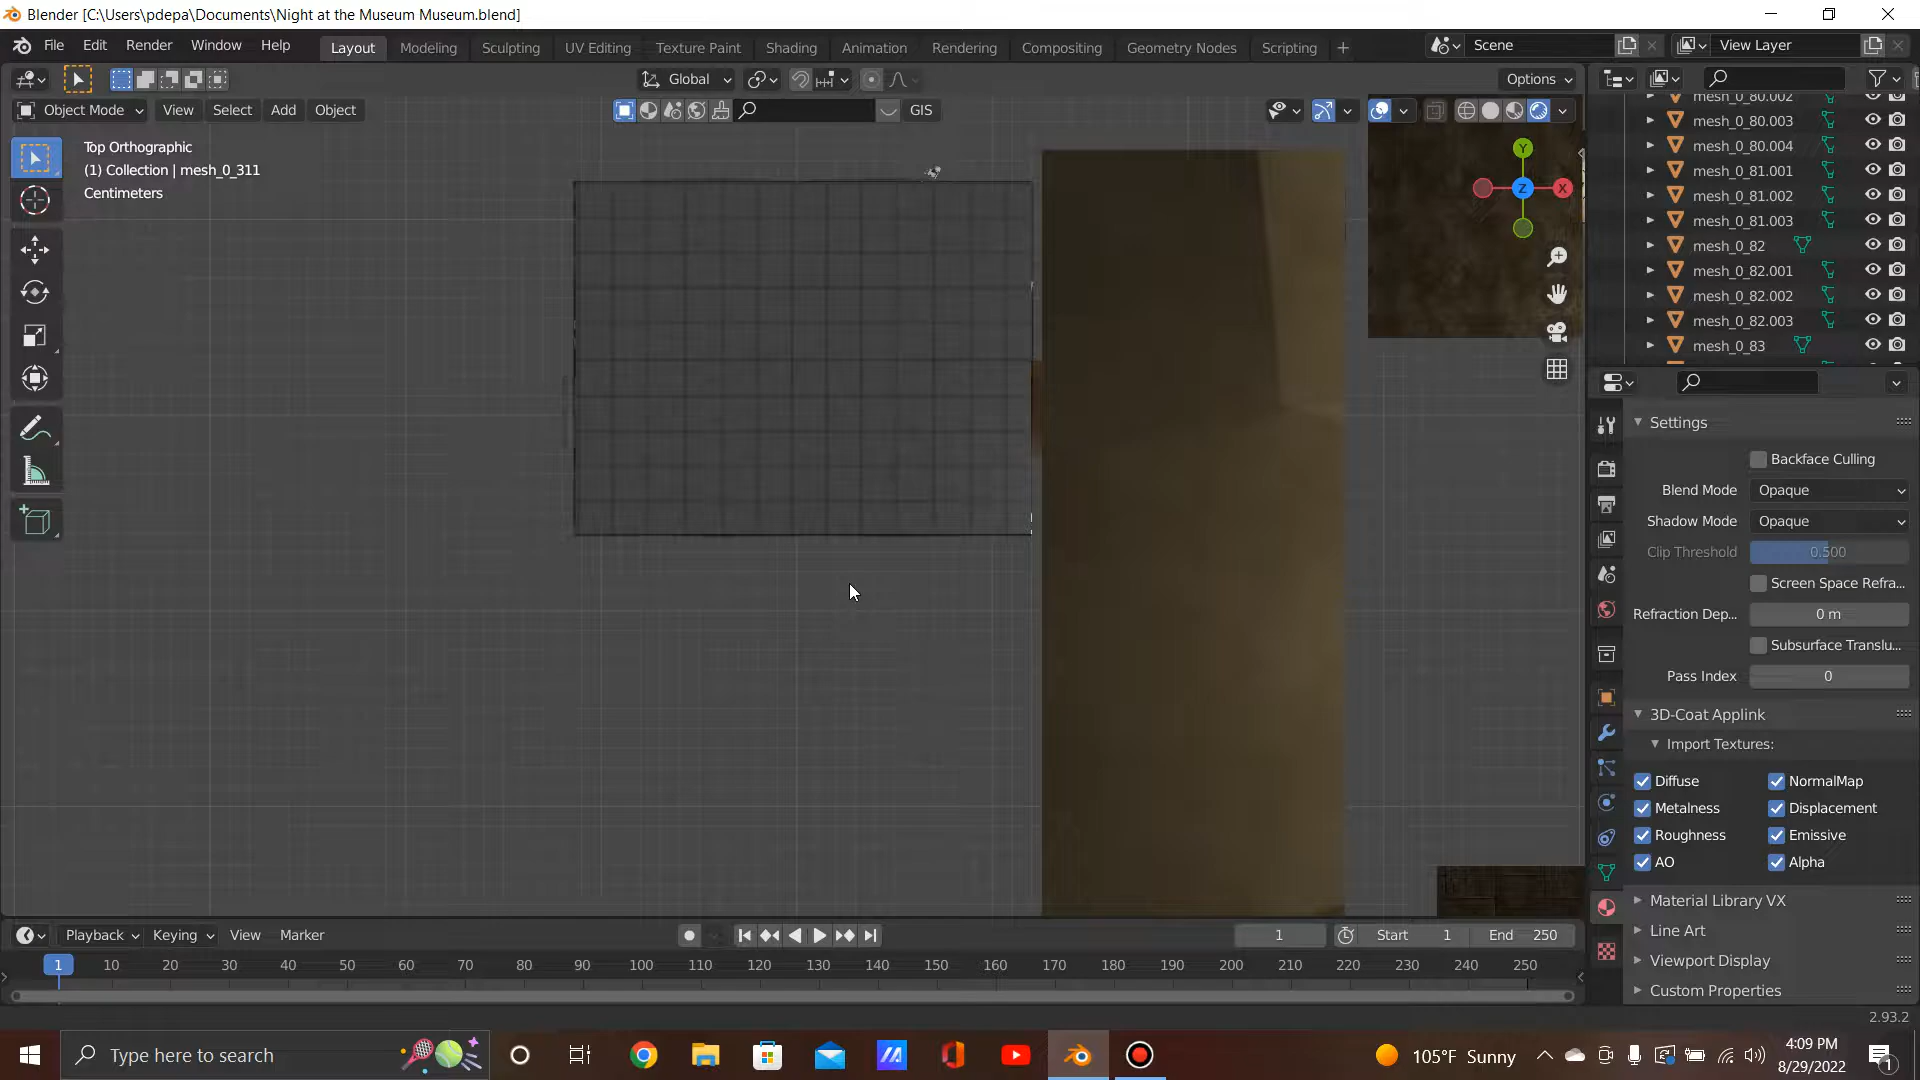 Blender [C:\Users\pdepa\Documents\Night at the Museum Museum.blend]
File Edit Render Window Help Layout Modeling Sculpting UV Editing Texture Paint Shading Animation Rendering Compositing Geometry Nodes Scripting + Scene View Layer
Global Options
Object Mode View Select Add Object GIS
Top Orthographic
(1) Collection | mesh_0_311
Centimeters
Y
Z X
mesh_0_80.002
mesh_0_80.003
mesh_0_80.004
mesh_0_81.001
mesh_0_81.002
mesh_0_81.003
mesh_0_82
mesh_0_82.001
mesh_0_82.002
mesh_0_82.003
mesh_0_83
Settings
Backface Culling
Blend Mode Opaque
Shadow Mode Opaque
Clip Threshold 0.500
Screen Space Refra...
Refraction Dep... 0 m
Subsurface Translu...
Pass Index 0
3D-Coat Applink
Import Textures:
Diffuse NormalMap
Metalness Displacement
Roughness Emissive
AO Alpha
Material Library VX
Line Art
Viewport Display
Custom Properties
Playback Keying View Marker 1 Start 1 End 250
1 10 20 30 40 50 60 70 80 90 100 110 120 130 140 150 160 170 180 190 200 210 220 230 240 250
2.93.2
Type here to search 105°F Sunny 4:09 PM
8/29/2022 1